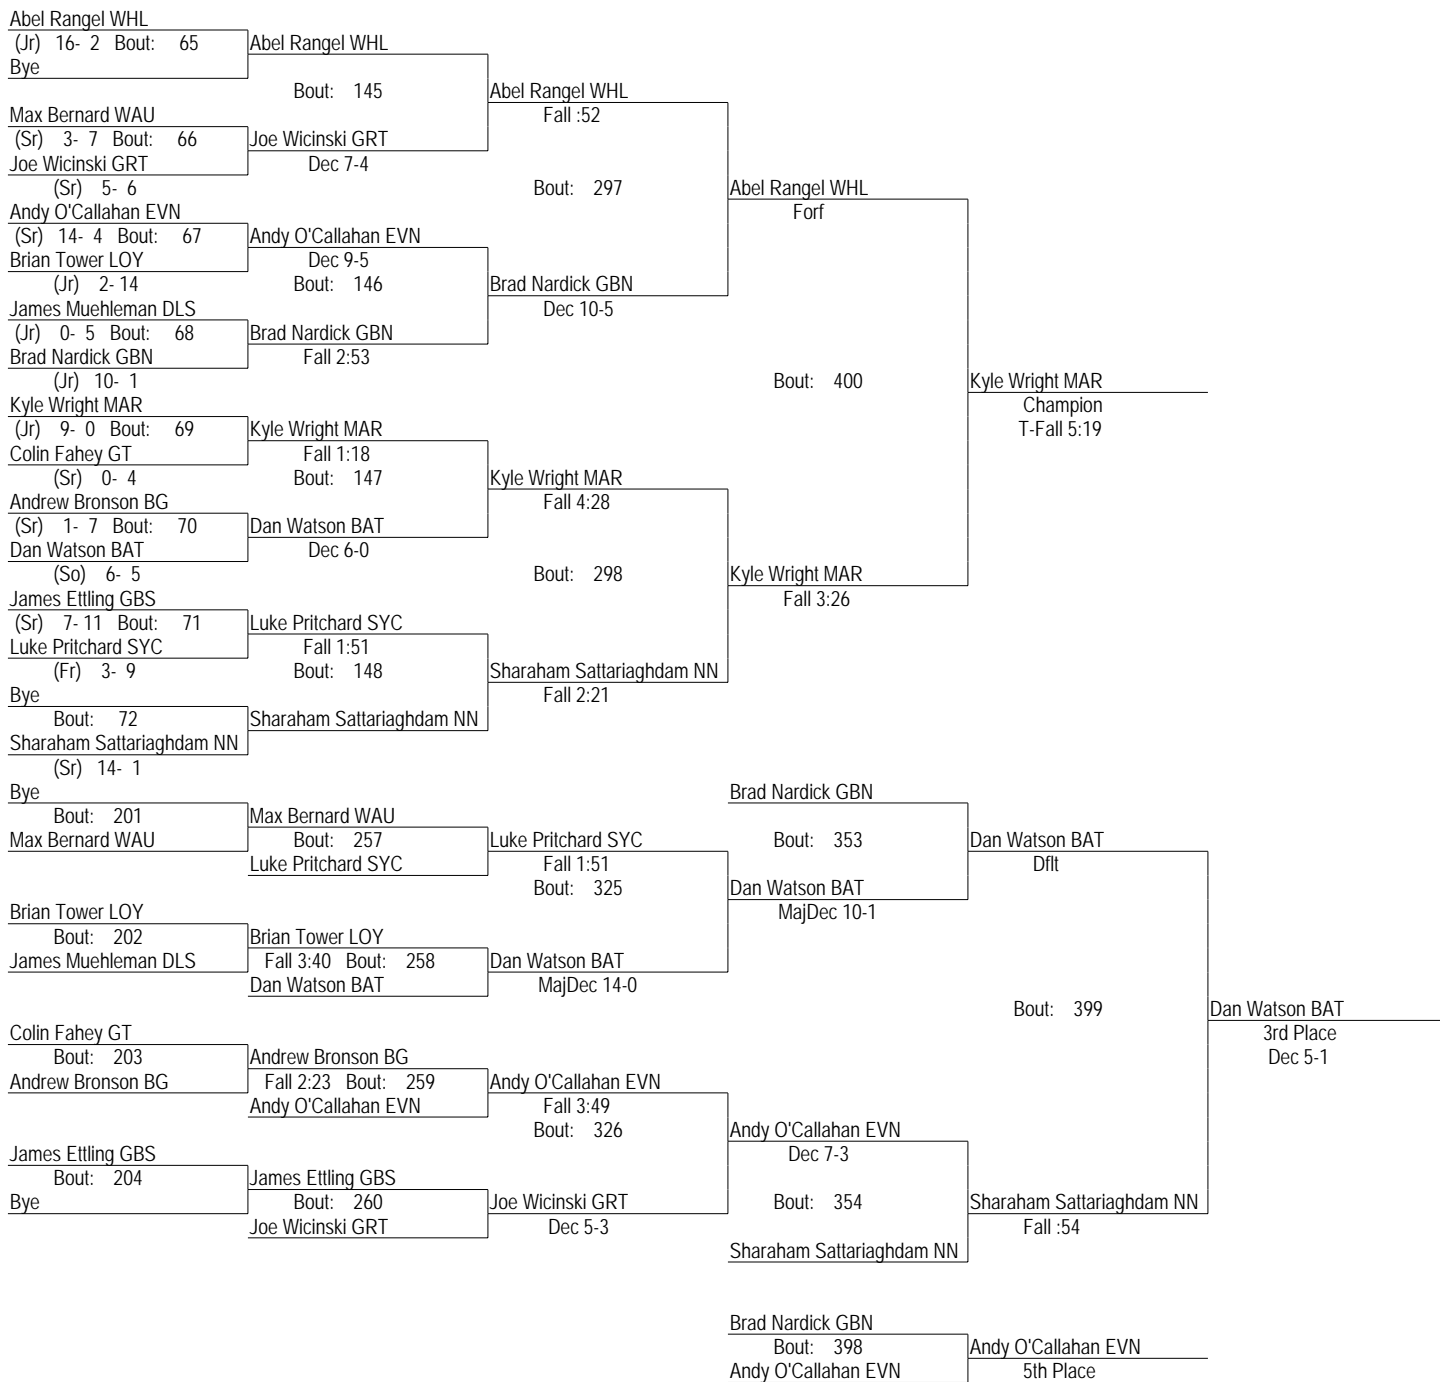 Abel Rangel WHL
(Jr) 16- 2 Bout: 65 Abel Rangel WHL
Bye
Bout: 145 Abel Rangel WHL
Max Bernard WAU Fall :52
(Sr) 3- 7 Bout: 66 Joe Wicinski GRT
Joe Wicinski GRT Dec 7-4
(Sr) 5- 6 Bout: 297 Abel Rangel WHL
Andy O'Callahan EVN Forf
(Sr) 14- 4 Bout: 67 Andy O'Callahan EVN
Brian Tower LOY Dec 9-5
(Jr) 2- 14 Bout: 146 Brad Nardick GBN
James Muehleman DLS Dec 10-5
(Jr) 0- 5 Bout: 68 Brad Nardick GBN
Brad Nardick GBN Fall 2:53
(Jr) 10- 1 Bout: 400 Kyle Wright MAR
Kyle Wright MAR Champion
(Jr) 9- 0 Bout: 69 Kyle Wright MAR T-Fall 5:19
Colin Fahey GT Fall 1:18
(Sr) 0- 4 Bout: 147 Kyle Wright MAR
Andrew Bronson BG Fall 4:28
(Sr) 1- 7 Bout: 70 Dan Watson BAT
Dan Watson BAT Dec 6-0
(So) 6- 5 Bout: 298 Kyle Wright MAR
James Ettling GBS Fall 3:26
(Sr) 7- 11 Bout: 71 Luke Pritchard SYC
Luke Pritchard SYC Fall 1:51
(Fr) 3- 9 Bout: 148 Sharaham Sattariaghdam NN
Bye Fall 2:21
Bout: 72 Sharaham Sattariaghdam NN
Sharaham Sattariaghdam NN
(Sr) 14- 1
Bye Brad Nardick GBN
Bout: 201 Max Bernard WAU
Max Bernard WAU Bout: 257 Luke Pritchard SYC Bout: 353 Dan Watson BAT
Luke Pritchard SYC Fall 1:51 Dflt
Bout: 325 Dan Watson BAT
Brian Tower LOY MajDec 10-1
Bout: 202 Brian Tower LOY
James Muehleman DLS Fall 3:40 Bout: 258 Dan Watson BAT
Dan Watson BAT MajDec 14-0
Bout: 399 Dan Watson BAT
Colin Fahey GT 3rd Place
Bout: 203 Andrew Bronson BG Dec 5-1
Andrew Bronson BG Fall 2:23 Bout: 259 Andy O'Callahan EVN
Andy O'Callahan EVN Fall 3:49
Bout: 326 Andy O'Callahan EVN
James Ettling GBS Dec 7-3
Bout: 204 James Ettling GBS
Bye Bout: 260 Joe Wicinski GRT Bout: 354 Sharaham Sattariaghdam NN
Joe Wicinski GRT Dec 5-3 Fall :54
Sharaham Sattariaghdam NN
Brad Nardick GBN
Bout: 398 Andy O'Callahan EVN
Andy O'Callahan EVN 5th Place